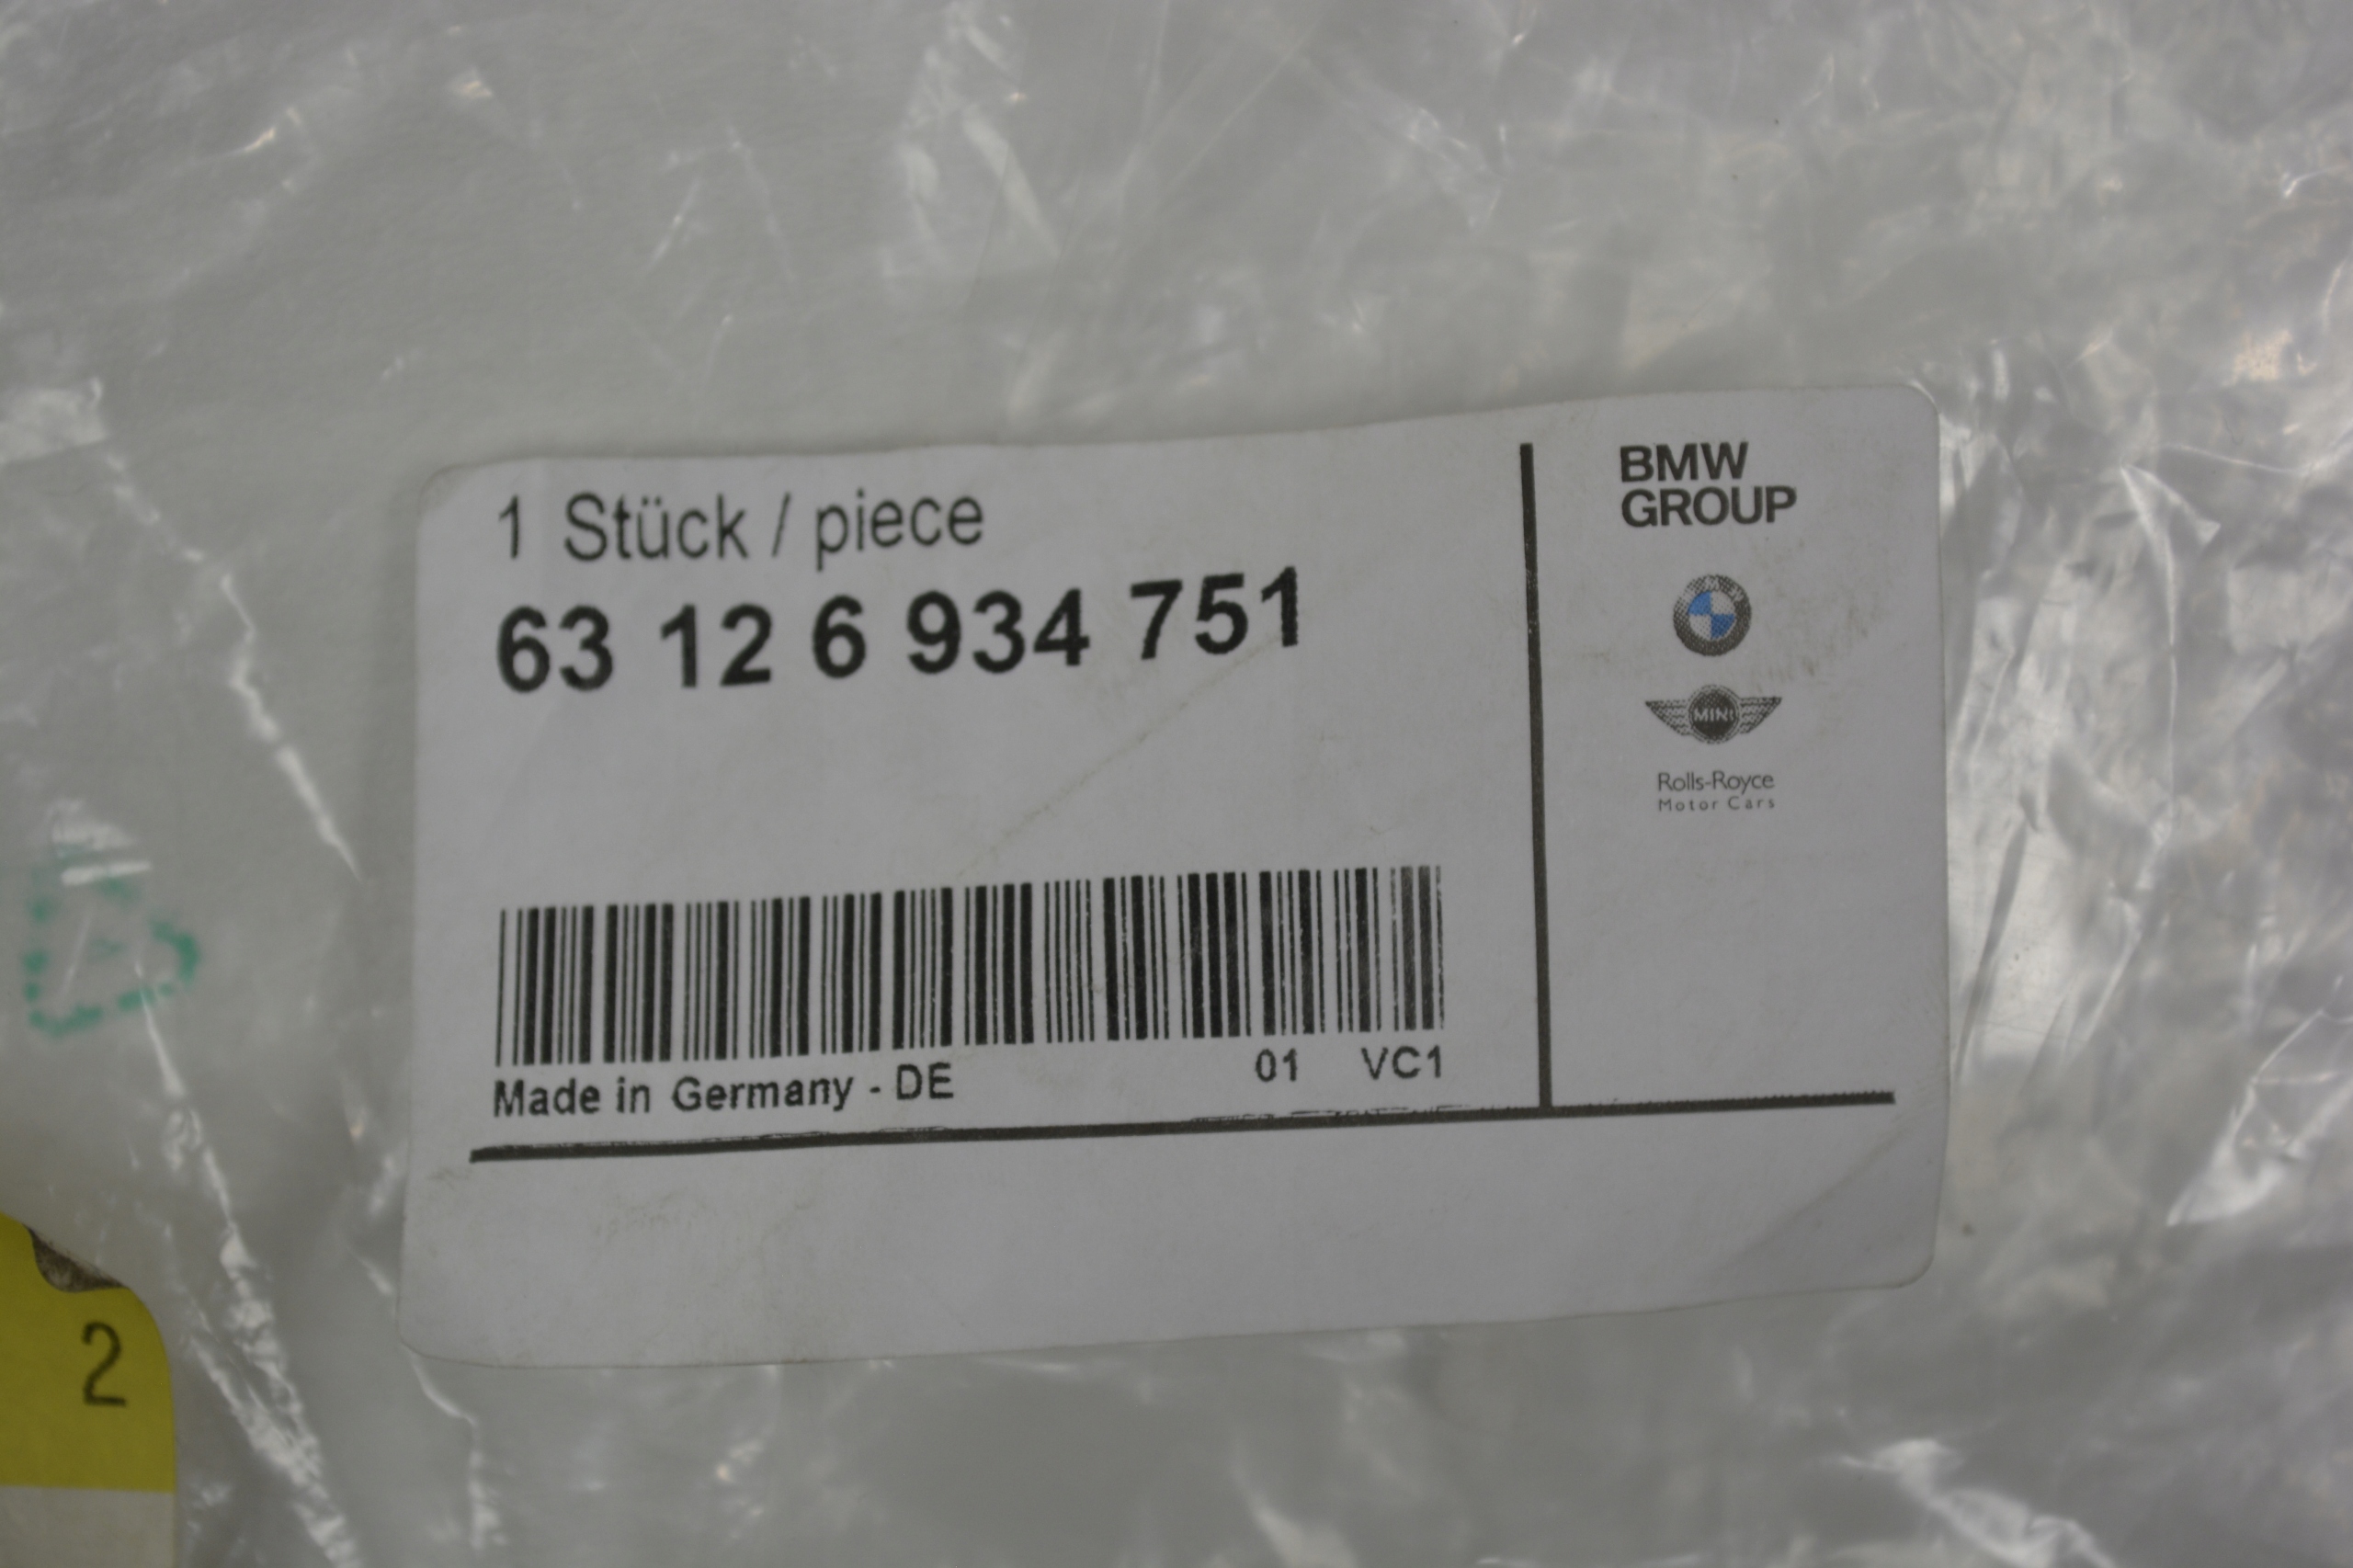 1 Stück / piece
63 12 6 934 751
Made in Germany - DE 01 VC1
BMW
GROUP
BMW
MINI
Rolls-Royce
Motor Cars
2